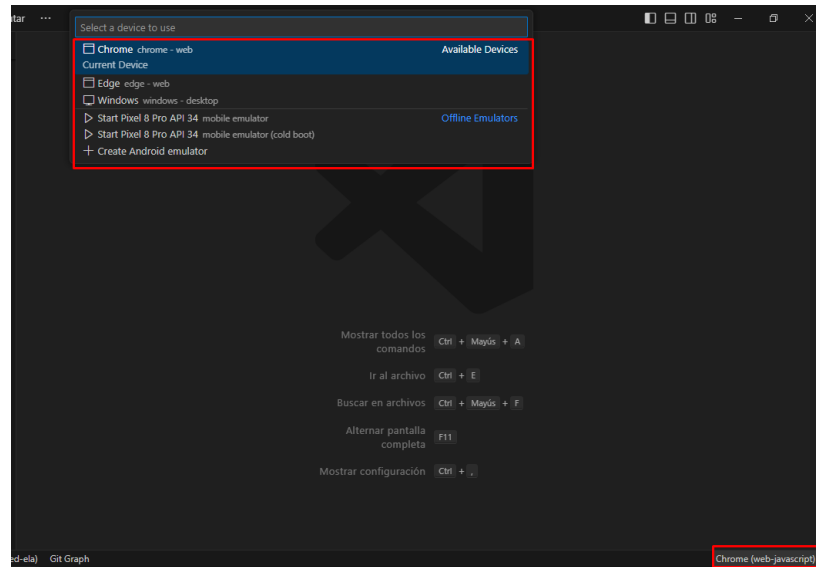 tar ···
Select a device to use
Chrome chrome - web Available Devices
Current Device
Edge edge - web
Windows windows - desktop
Start Pixel 8 Pro API 34 mobile emulator Offline Emulators
Start Pixel 8 Pro API 34 mobile emulator (cold boot)
Create Android emulator
Mostrar todos los comandos Ctrl + Mayús + A
Ir al archivo Ctrl + E
Buscar en archivos Ctrl + Mayús + F
Alternar pantalla completa F11
Mostrar configuración Ctrl + ,
ed-ela) Git Graph Chrome (web-javascript)